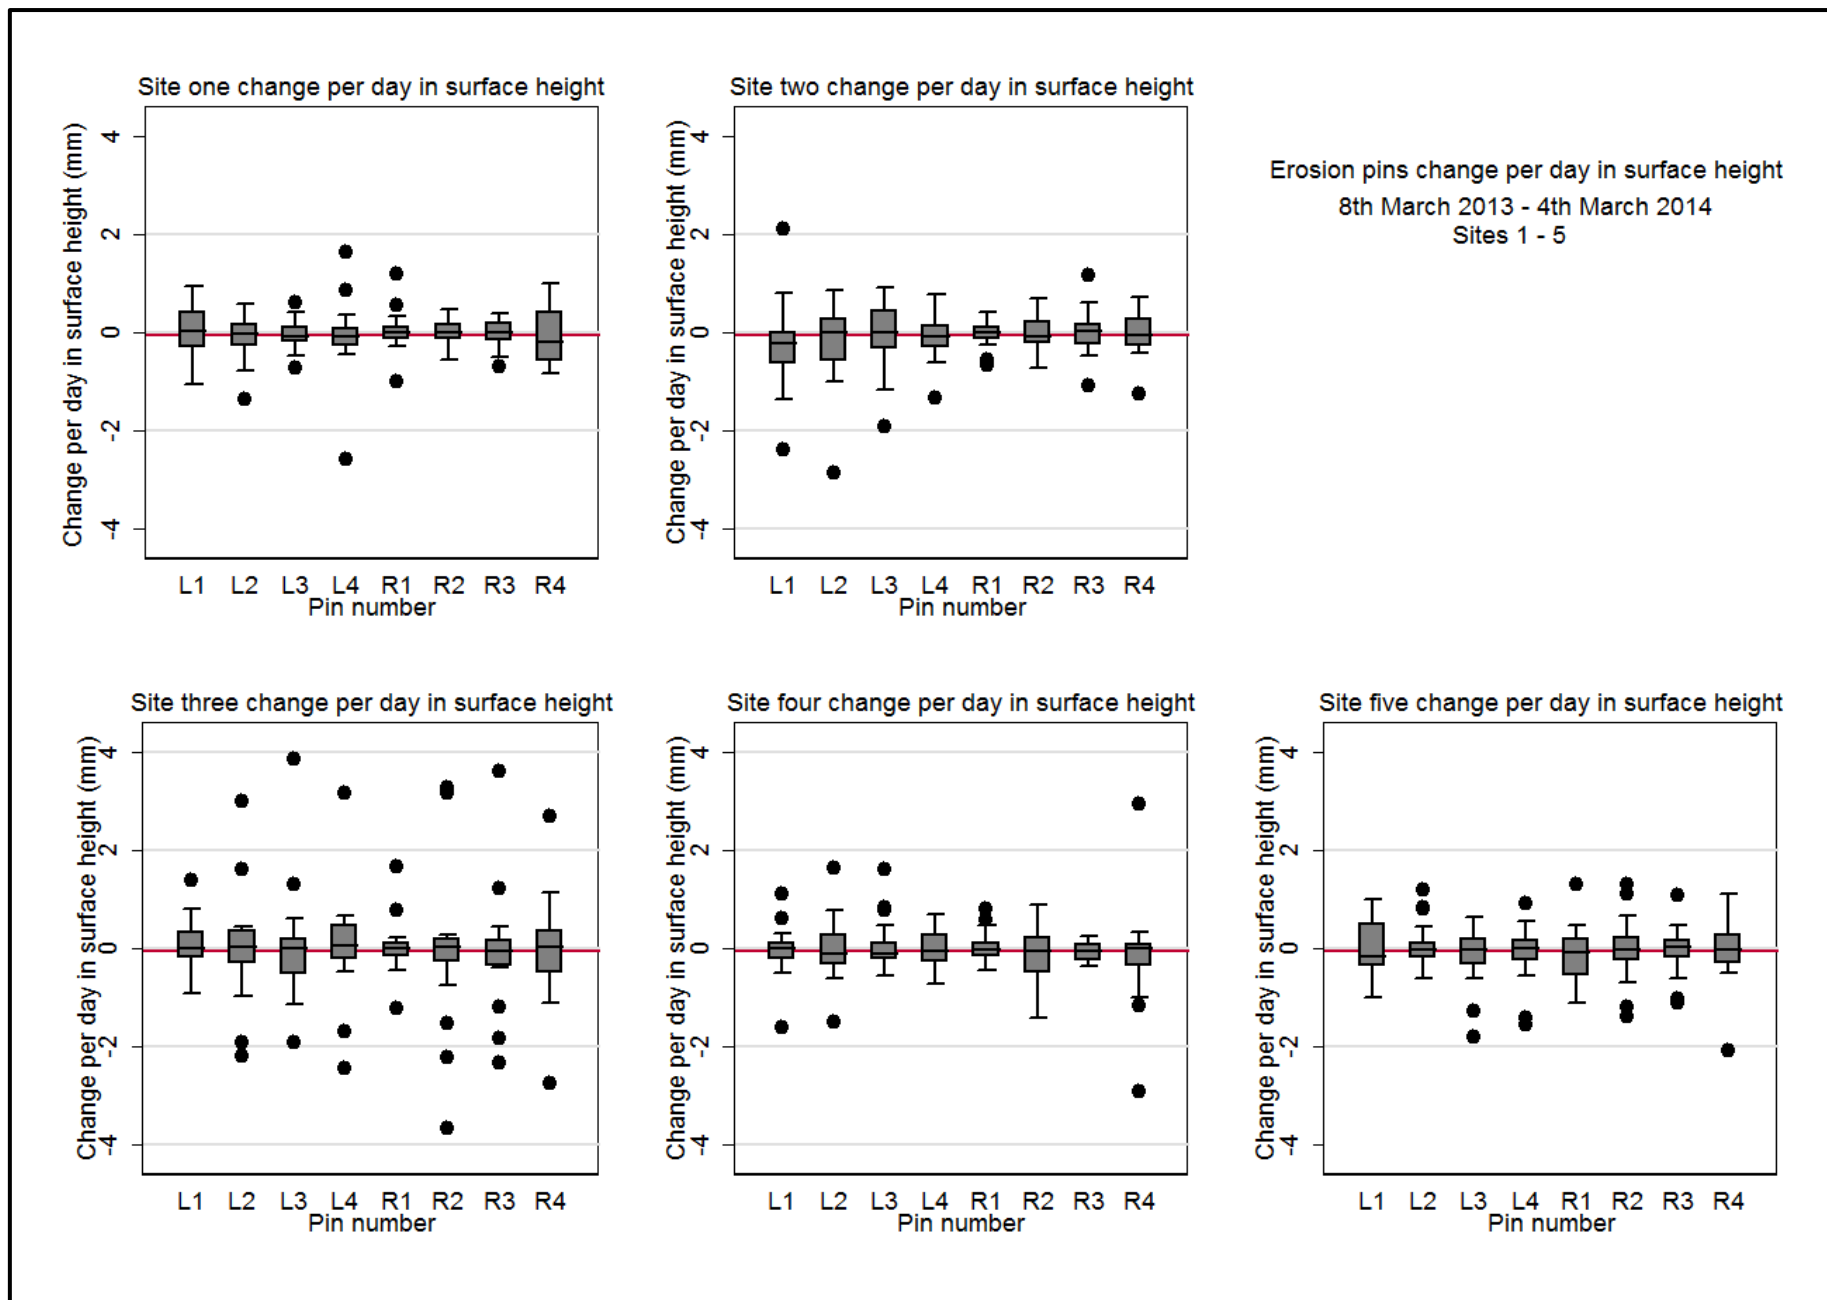 Site one change per day in surface height
Change per day in surface height (mm)
4
2
0
-2
-4
L1 L2 L3 L4 R1 R2 R3 R4
Pin number
Site two change per day in surface height
Change per day in surface height (mm)
4
2
0
-2
-4
L1 L2 L3 L4 R1 R2 R3 R4
Pin number
Erosion pins change per day in surface height
8th March 2013 - 4th March 2014
Sites 1 - 5
Site three change per day in surface height
Change per day in surface height (mm)
4
2
0
-2
-4
L1 L2 L3 L4 R1 R2 R3 R4
Pin number
Site four change per day in surface height
Change per day in surface height (mm)
4
2
0
-2
-4
L1 L2 L3 L4 R1 R2 R3 R4
Pin number
Site five change per day in surface height
Change per day in surface height (mm)
4
2
0
-2
-4
L1 L2 L3 L4 R1 R2 R3 R4
Pin number